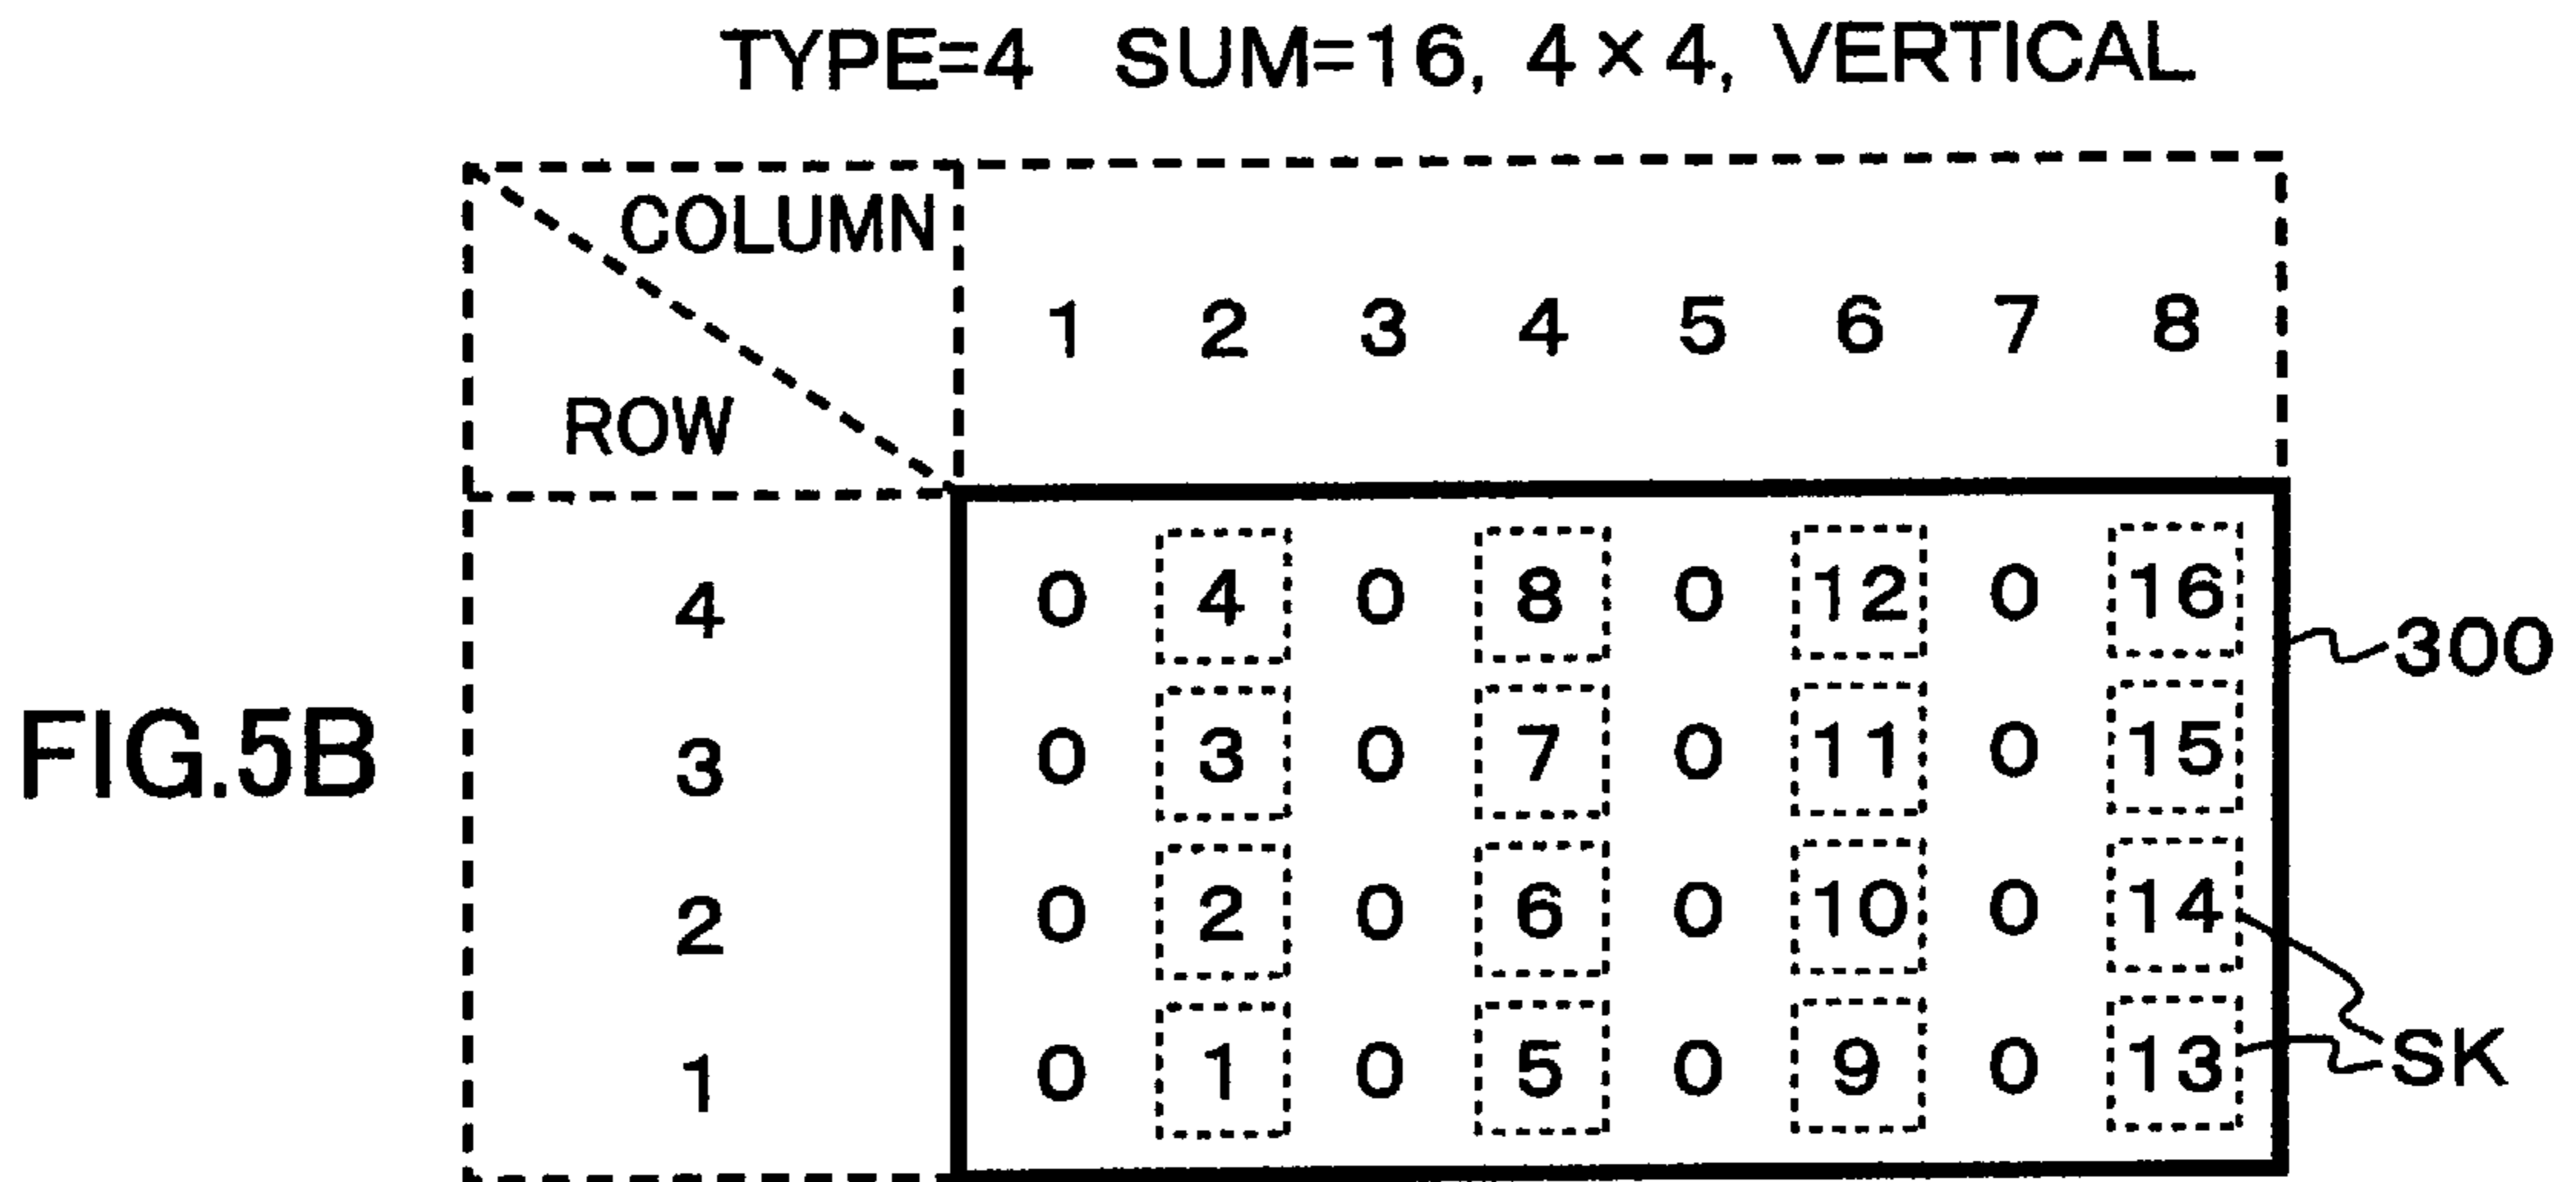 TYPE=4 SUM=16, 4×4, VERTICAL
COLUMN
ROW
1 2 3 4 5 6 7 8
4 0 4 0 8 0 12 0 16
300
FIG.5B
3 0 3 0 7 0 11 0 15
2 0 2 0 6 0 10 0 14
1 0 1 0 5 0 9 0 13
SK